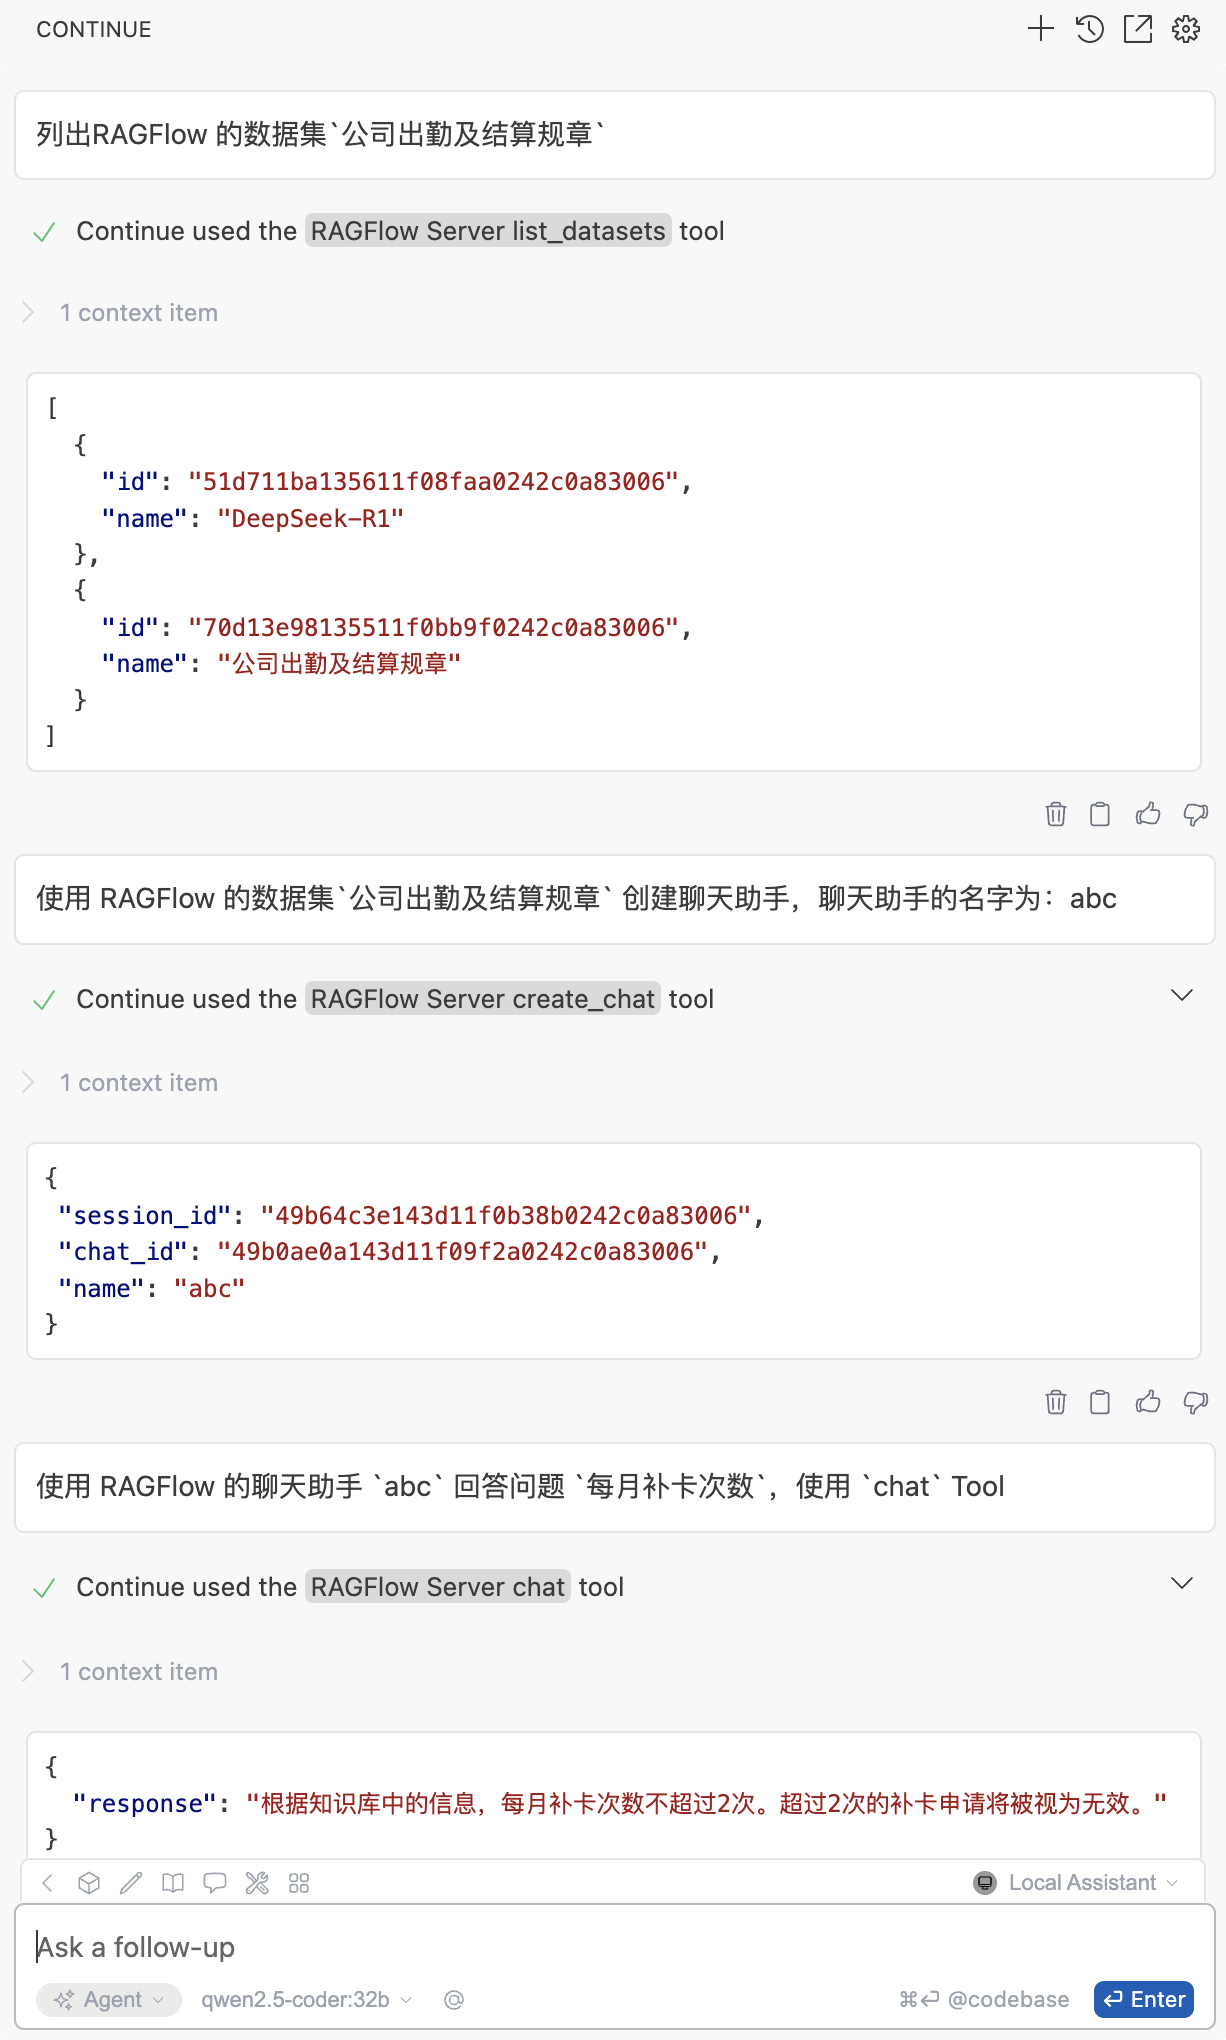 CONTINUE
列出RAGFlow 的数据集`公司出勤及结算规章`
Continue used the RAGFlow Server list_datasets tool
1 context item
[
  {
    "id": "51d711ba135611f08faa0242c0a83006",
    "name": "DeepSeek-R1"
  },
  {
    "id": "70d13e98135511f0bb9f0242c0a83006",
    "name": "公司出勤及结算规章"
  }
]
使用 RAGFlow 的数据集`公司出勤及结算规章` 创建聊天助手，聊天助手的名字为：abc
Continue used the RAGFlow Server create_chat tool
1 context item
{
 "session_id": "49b64c3e143d11f0b38b0242c0a83006",
 "chat_id": "49b0ae0a143d11f09f2a0242c0a83006",
 "name": "abc"
}
使用 RAGFlow 的聊天助手 `abc` 回答问题 `每月补卡次数`，使用 `chat` Tool
Continue used the RAGFlow Server chat tool
1 context item
{
  "response": "根据知识库中的信息，每月补卡次数不超过2次。超过2次的补卡申请将被视为无效。"
}
Local Assistant
Ask a follow-up
Agent qwen2.5-coder:32b @ ⌘⏎ @codebase ⏎ Enter